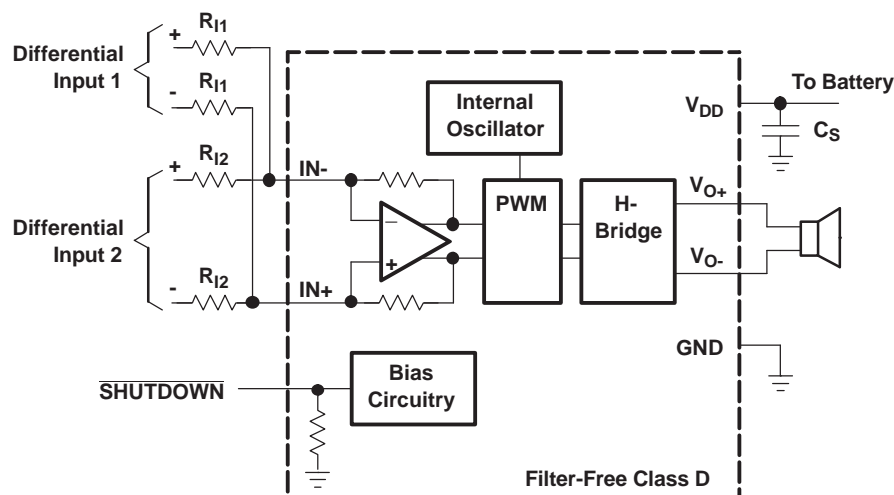 Differential
Input 1
+
R_I1
-
R_I1
Differential
Input 2
+
R_I2
-
R_I2
IN-
IN+
Internal
Oscillator
−
+
PWM
H-
Bridge
V_DD
To Battery
C_S
V_O+
V_O-
GND
SHUTDOWN
Bias
Circuitry
Filter-Free Class D